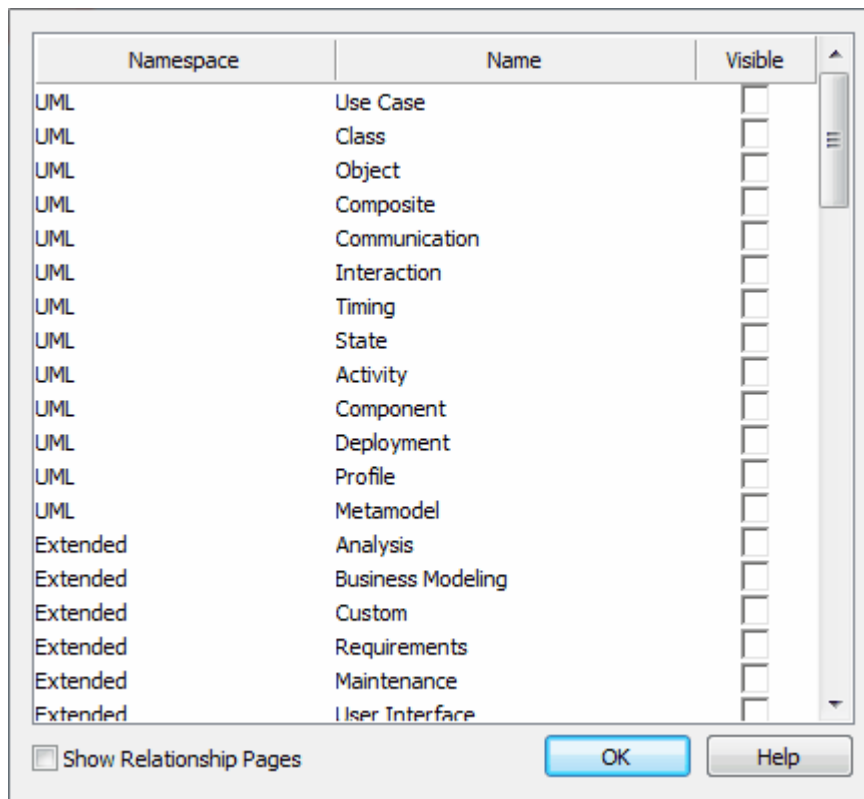 Namespace Name Visible
UML Use Case
UML Class
UML Object
UML Composite
UML Communication
UML Interaction
UML Timing
UML State
UML Activity
UML Component
UML Deployment
UML Profile
UML Metamodel
Extended Analysis
Extended Business Modeling
Extended Custom
Extended Requirements
Extended Maintenance
Extended User Interface
Show Relationship Pages OK Help